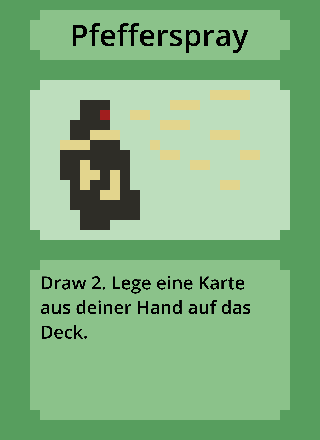 Pfefferspray
Draw 2. Lege eine Karte
aus deiner Hand auf das
Deck.